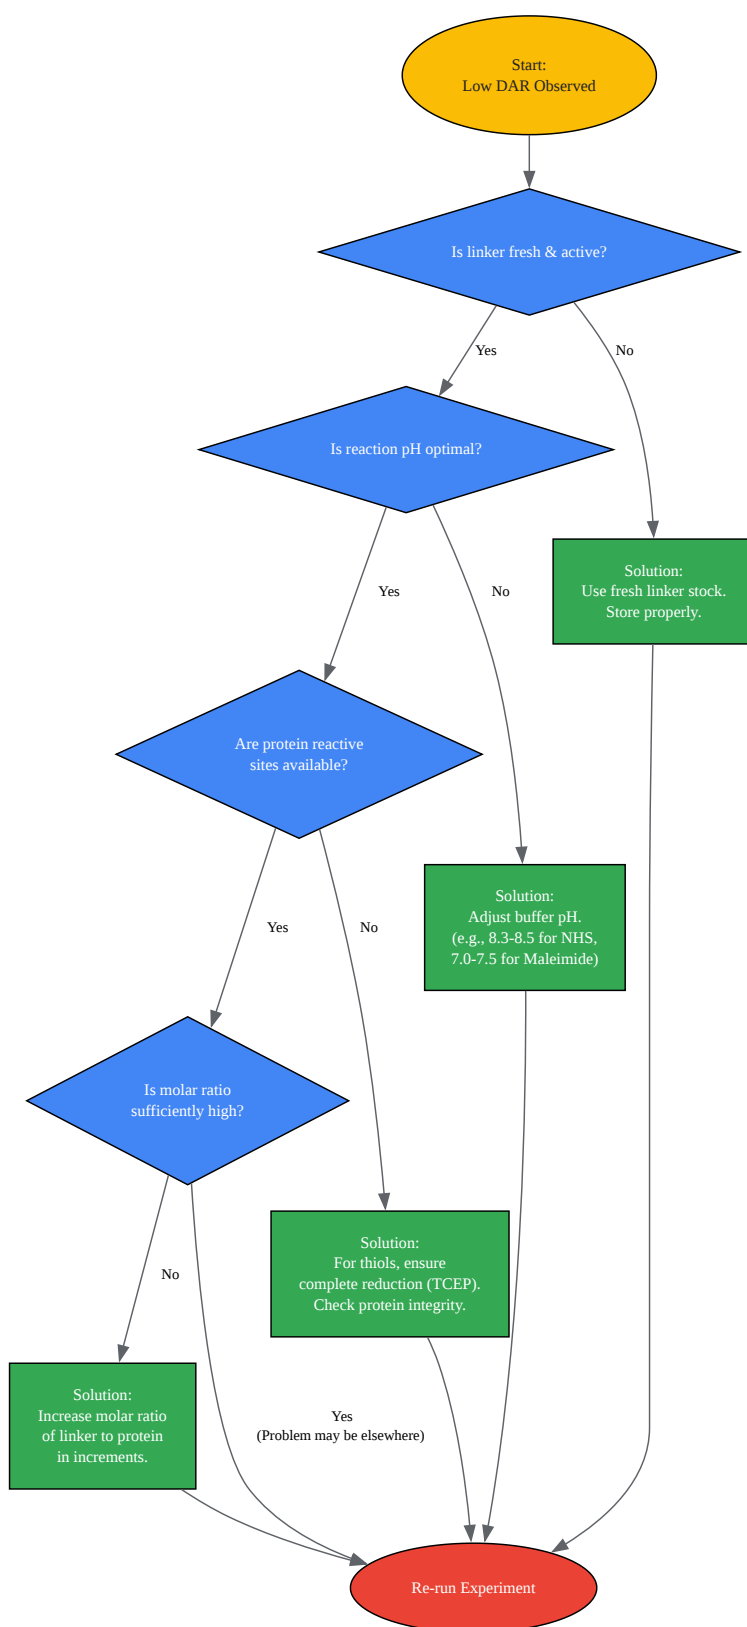 Start:
Low DAR Observed
Is linker fresh & active?
Yes
No
Is reaction pH optimal?
Yes
No
Solution:
Use fresh linker stock.
Store properly.
Are protein reactive
sites available?
Yes
No
Solution:
Adjust buffer pH.
(e.g., 8.3-8.5 for NHS,
7.0-7.5 for Maleimide)
Is molar ratio
sufficiently high?
No
Yes
(Problem may be elsewhere)
Solution:
For thiols, ensure
complete reduction (TCEP).
Check protein integrity.
Solution:
Increase molar ratio
of linker to protein
in increments.
Re-run Experiment